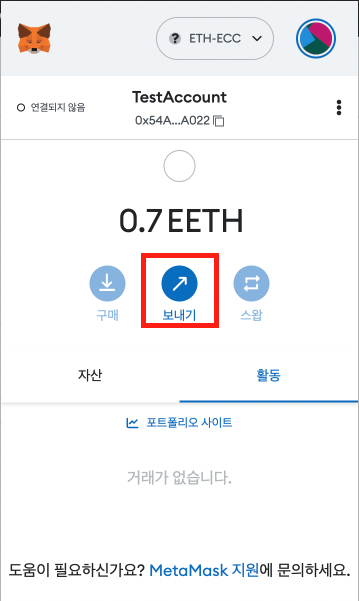 ETH-ECC
연결되지 않음
TestAccount
0x54A...A022
0.7 EETH
구매 보내기 스왑
자산 활동
포트폴리오 사이트
거래가 없습니다.
도움이 필요하신가요? MetaMask 지원에 문의하세요.